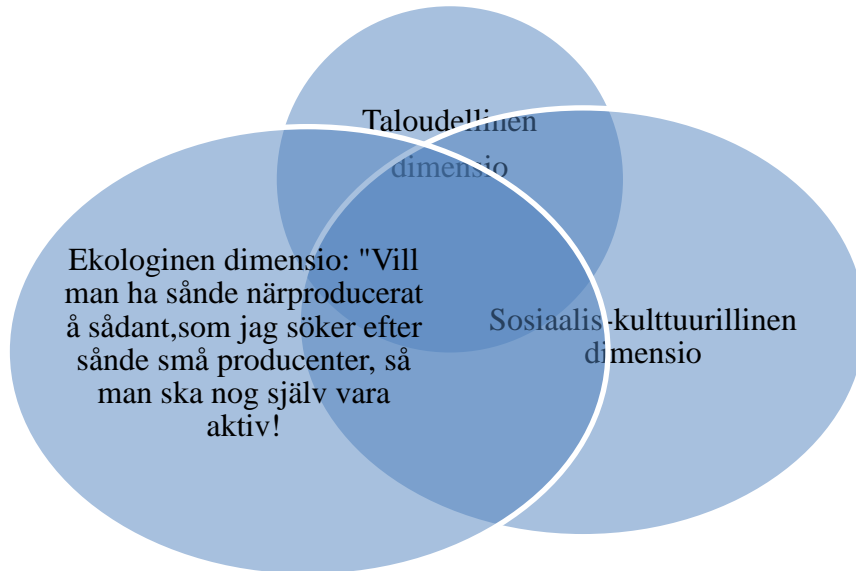 Taloudellinen
dimensio
Ekologinen dimensio: "Vill
man ha sånde närproducerat
å sådant,som jag söker efter
sånde små producenter, så
man ska nog själv vara
aktiv!
Sosiaalis-kulttuurillinen
dimensio